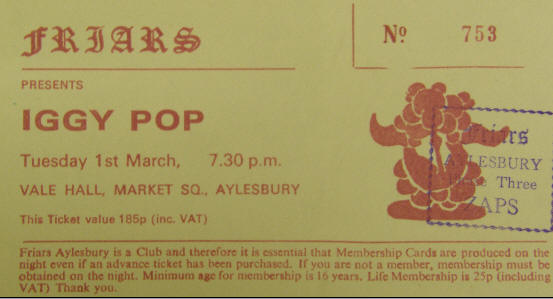 FRIARS
Nº 753
PRESENTS
IGGY POP
Tuesday 1st March, 7.30 p.m.
VALE HALL, MARKET SQ., AYLESBURY
This Ticket value 185p (inc. VAT)
Friars
AYLESBURY
Three
ZAPS
Friars Aylesbury is a Club and therefore it is essential that Membership Cards are produced on the
night even if an advance ticket has been purchased. If you are not a member, membership must be
obtained on the night. Minimum age for membership is 16 years. Life Membership is 25p (including
VAT) Thank you.